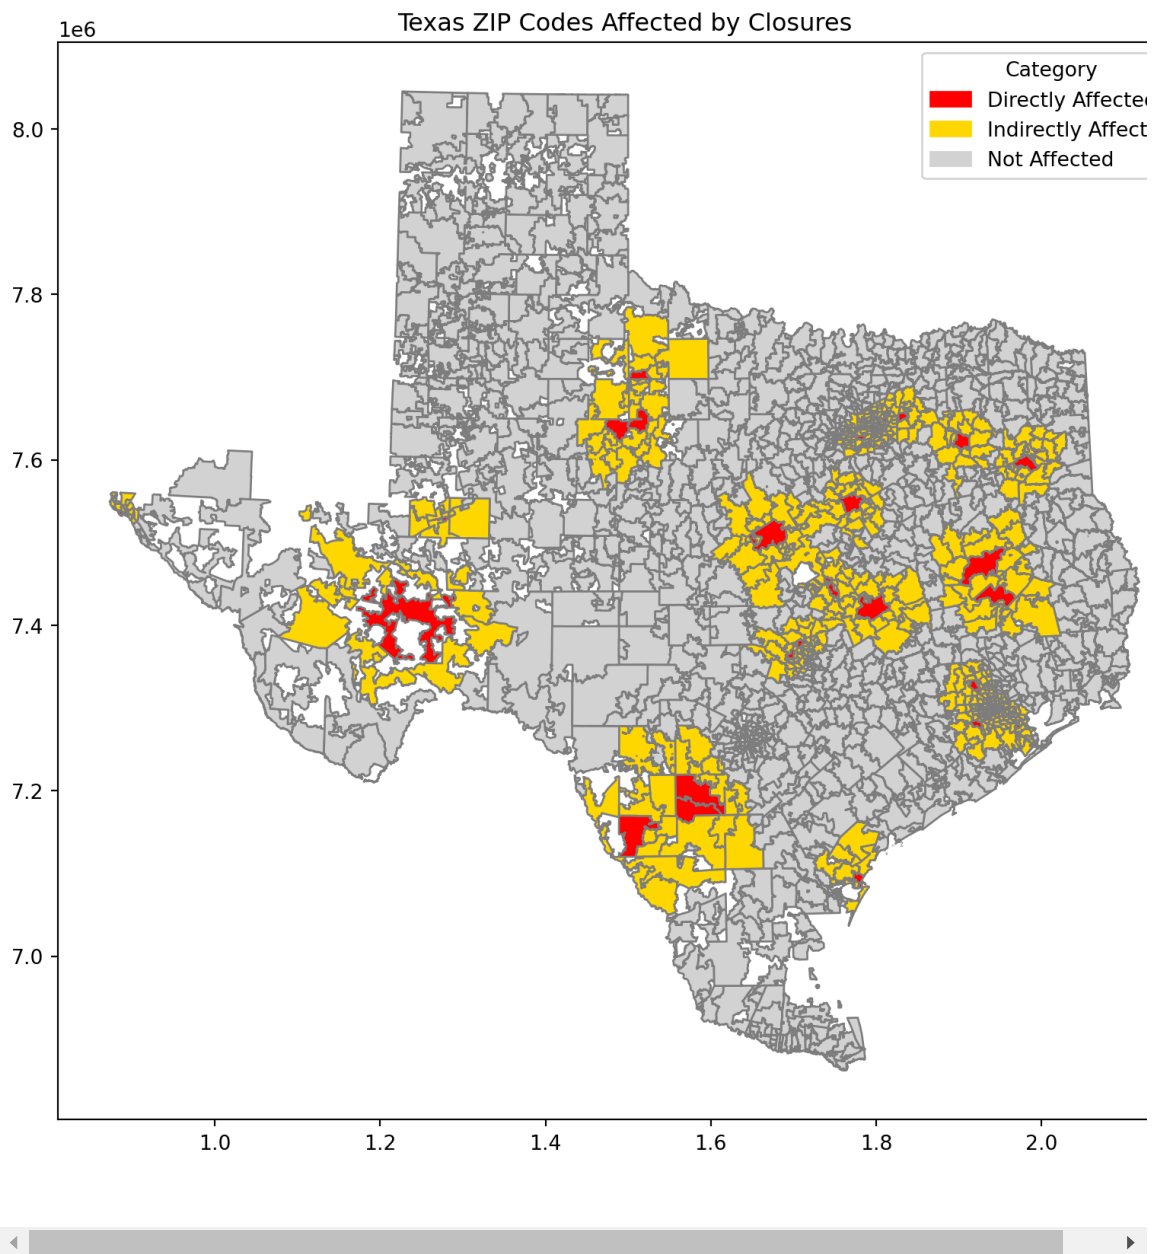 Texas ZIP Codes Affected by Closures
1e6
Category
Directly Affected
Indirectly Affect
Not Affected
8.0
7.8
7.6
7.4
7.2
7.0
1.0 1.2 1.4 1.6 1.8 2.0